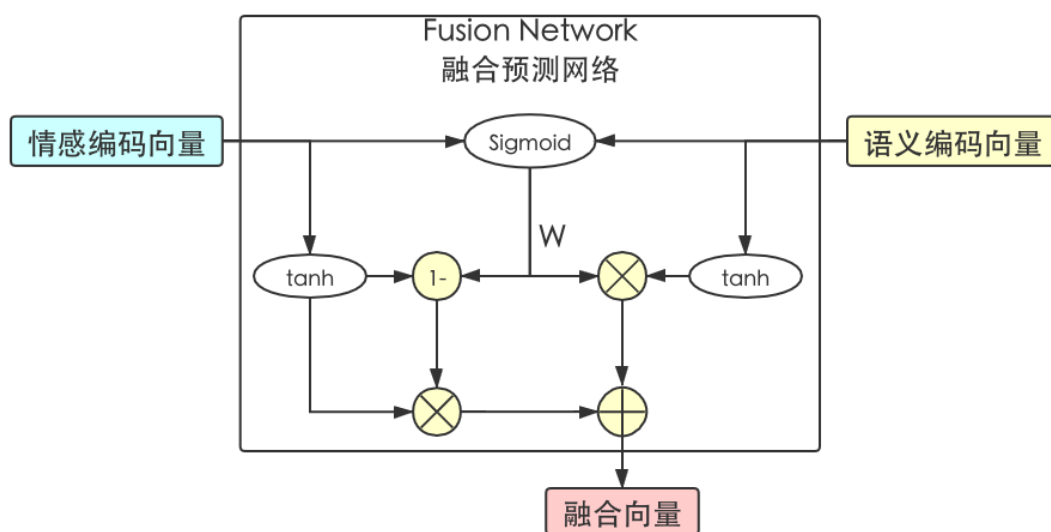 Fusion Network
融合预测网络
情感编码向量
Sigmoid
语义编码向量
W
tanh
1-
tanh
融合向量